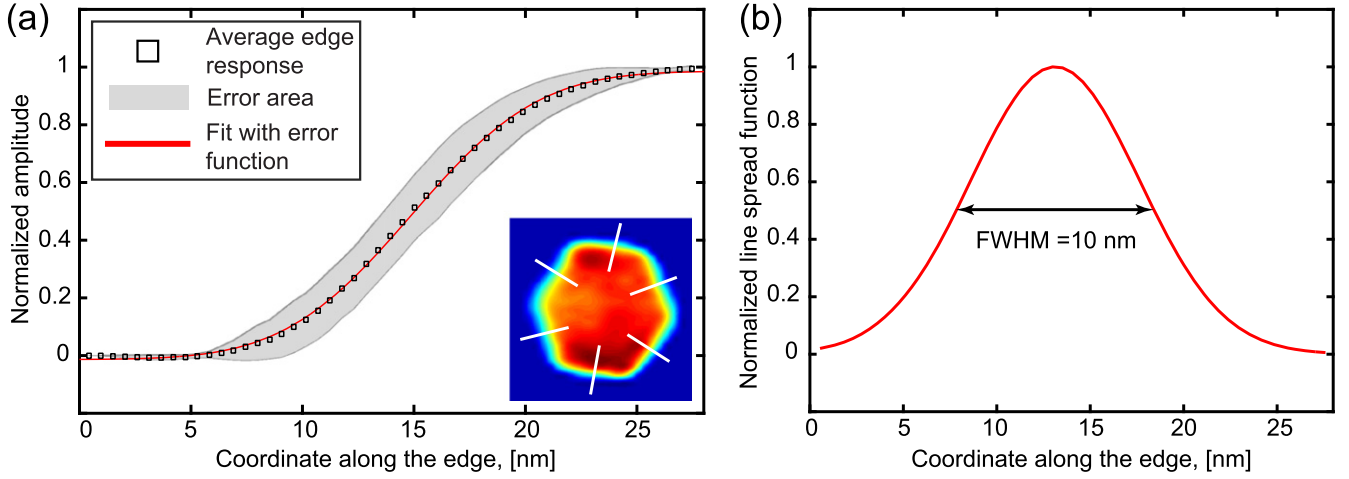 (a)
Normalized amplitude
1
0.8
0.6
0.4
0.2
0
Average edge
response
Error area
Fit with error
function
0 5 10 15 20 25
Coordinate along the edge, [nm]
(b)
Normalized line spread function
1
0.8
0.6
0.4
0.2
0
FWHM =10 nm
0 5 10 15 20 25
Coordinate along the edge, [nm]